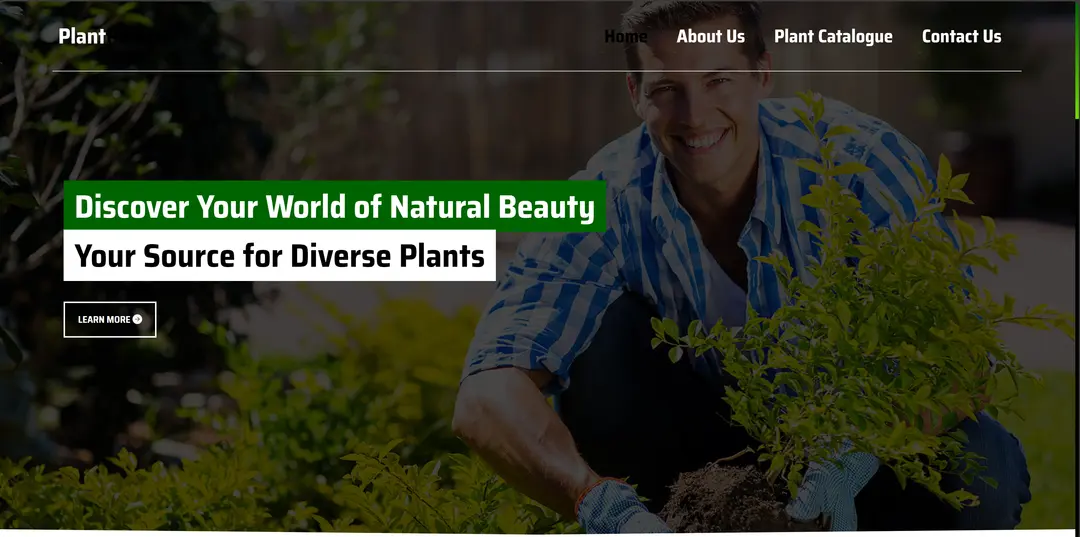 Plant
Home About Us Plant Catalogue Contact Us
Discover Your World of Natural Beauty
Your Source for Diverse Plants
LEARN MORE